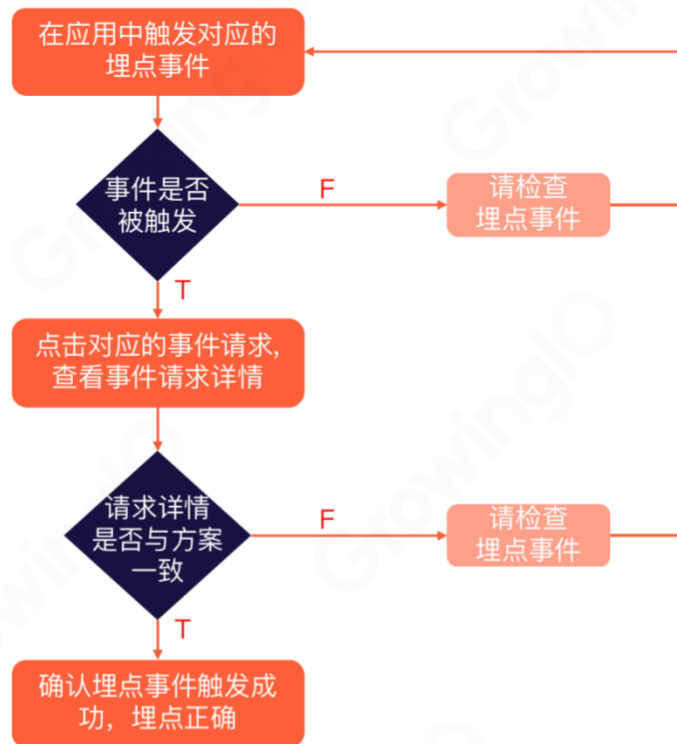 在应用中触发对应的
埋点事件
事件是否
被触发
F
请检查
埋点事件
T
点击对应的事件请求,
查看事件请求详情
请求详情
是否与方案
一致
F
请检查
埋点事件
T
确认埋点事件触发成
功，埋点正确
GrowingIO
GrowingIO
GrowingIO